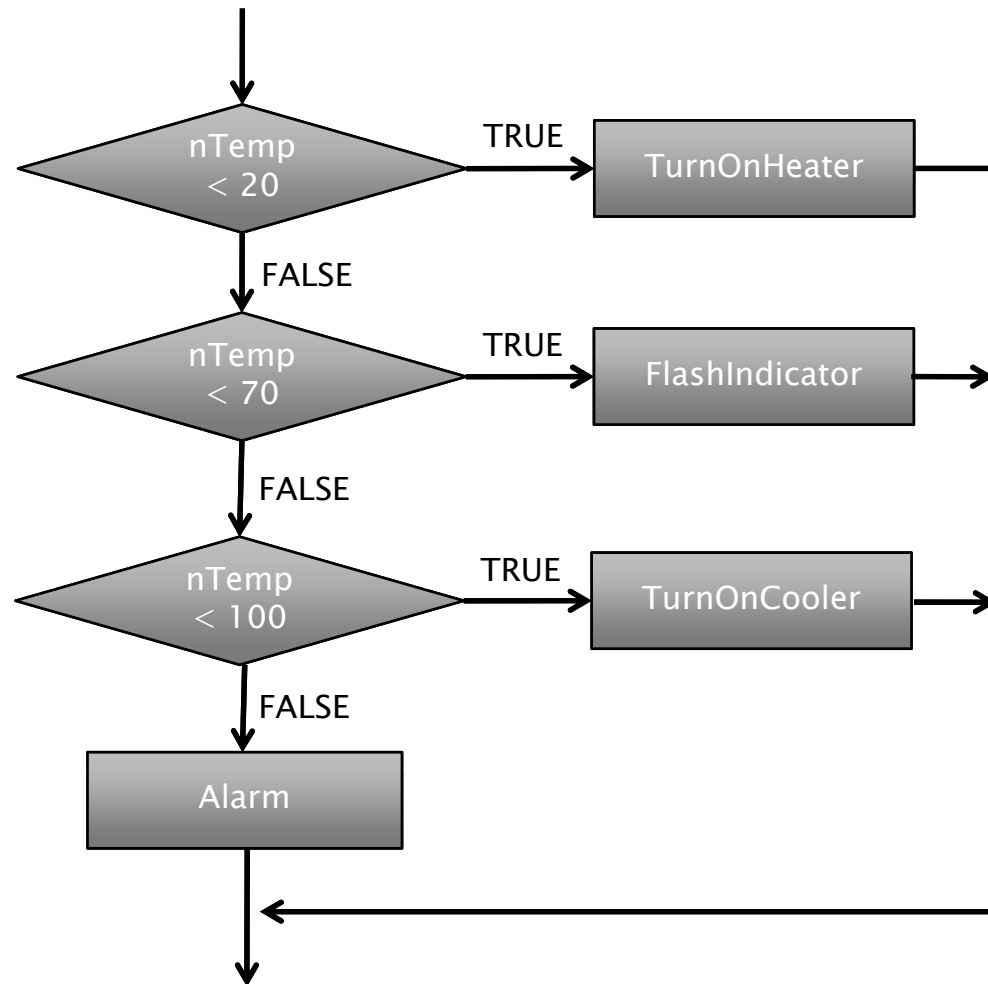 nTemp
< 20
TRUE
TurnOnHeater
FALSE
nTemp
< 70
TRUE
FlashIndicator
FALSE
nTemp
< 100
TRUE
TurnOnCooler
FALSE
Alarm